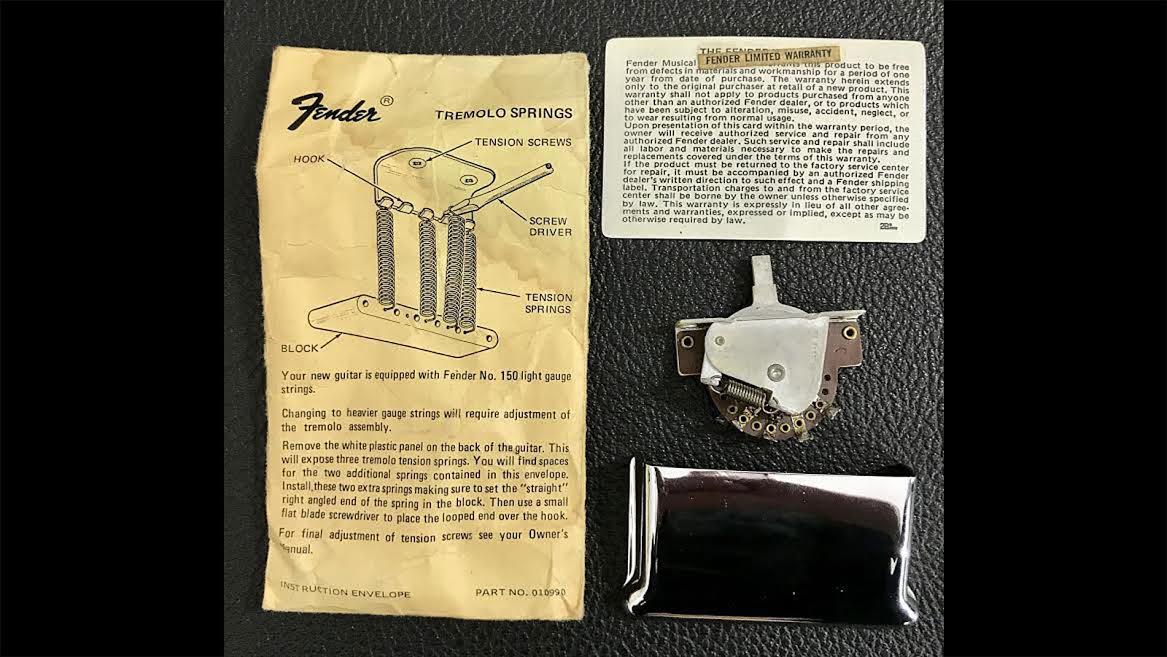 Fender®
TREMOLO SPRINGS
TENSION SCREWS
HOOK
SCREW
DRIVER
TENSION
SPRINGS
BLOCK
Your new guitar is equipped with Fender No. 150 light gauge
strings.
Changing to heavier gauge strings will require adjustment of
the tremolo assembly.
Remove the white plastic panel on the back of the guitar. This
will expose three tremolo tension springs. You will find spaces
for the two additional springs contained in this envelope.
Install these two extra springs making sure to set the "straight"
right angled end of the spring in the block. Then use a small
flat blade screwdriver to place the looped end over the hook.
For final adjustment of tension screws see your Owner's
Manual.
INSTRUCTION ENVELOPE
PART NO. 010990
THE FENDER
FENDER LIMITED WARRANTY
Fender Musical this product to be free
from defects in materials and workmanship for a period of one
year from date of purchase. The warranty herein extends
only to the original purchaser at retail of a new product. This
warranty shall not apply to products purchased from anyone
other than an authorized Fender dealer, or to products which
have been subject to alteration, misuse, accident, neglect, or
to wear resulting from normal usage.
Upon presentation of this card within the warranty period, the
owner will receive authorized service and repair from any
authorized Fender dealer. Such service and repair shall include
all labor and materials necessary to make the repairs and
replacements covered under the terms of this warranty.
If the product must be returned to the factory service center
for repair, it must be accompanied by an authorized Fender
dealer's written direction to such effect and a Fender shipping
label. Transportation charges to and from the factory service
center shall be borne by the owner unless otherwise specified
by law. This warranty is expressly in lieu of all other agree-
ments and warranties, expressed or implied, except as may be
otherwise required by law.